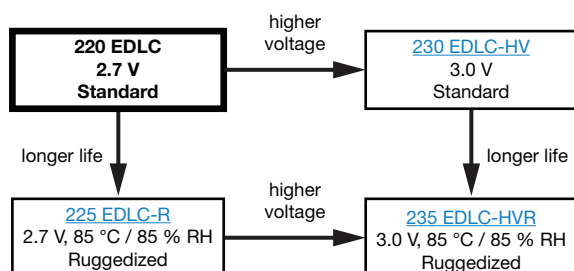 220 EDLC
2.7 V
Standard
higher
voltage
230 EDLC-HV
3.0 V
Standard
longer life
longer life
225 EDLC-R
2.7 V, 85 °C / 85 % RH
Ruggedized
higher
voltage
235 EDLC-HVR
3.0 V, 85 °C / 85 % RH
Ruggedized